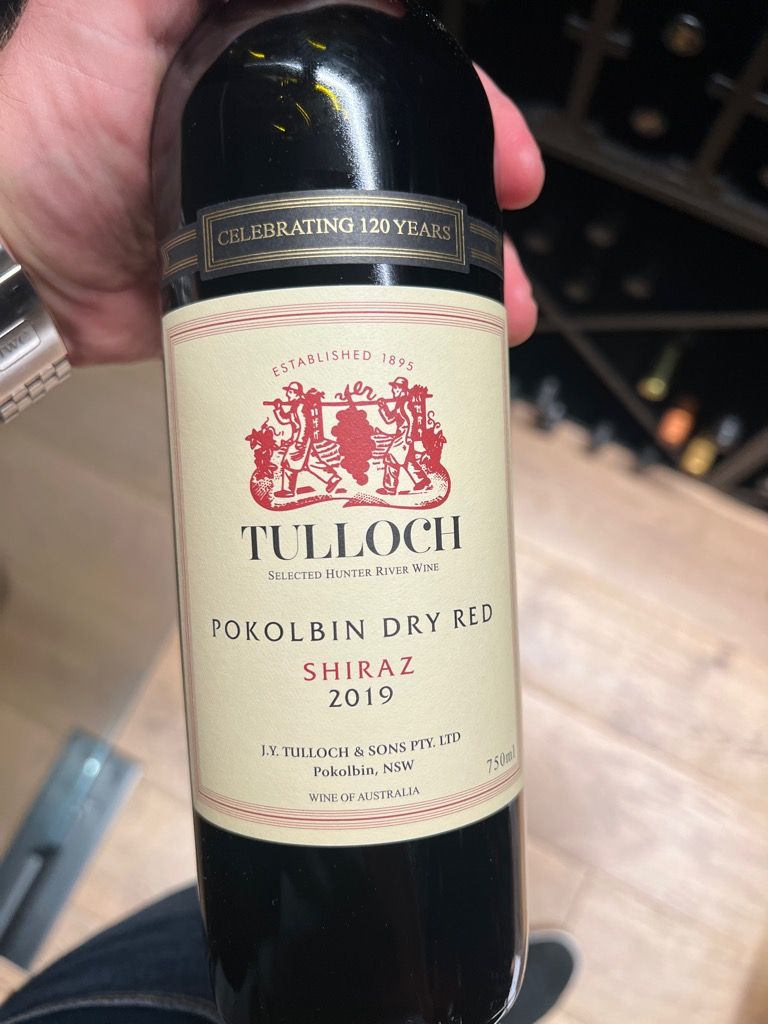 CELEBRATING 120 YEARS
ESTABLISHED 1895
TULLOCH
SELECTED HUNTER RIVER WINE
POKOLBIN DRY RED
SHIRAZ
2019
J.Y. TULLOCH & SONS PTY. LTD
Pokolbin, NSW
750ml
WINE OF AUSTRALIA
IWC